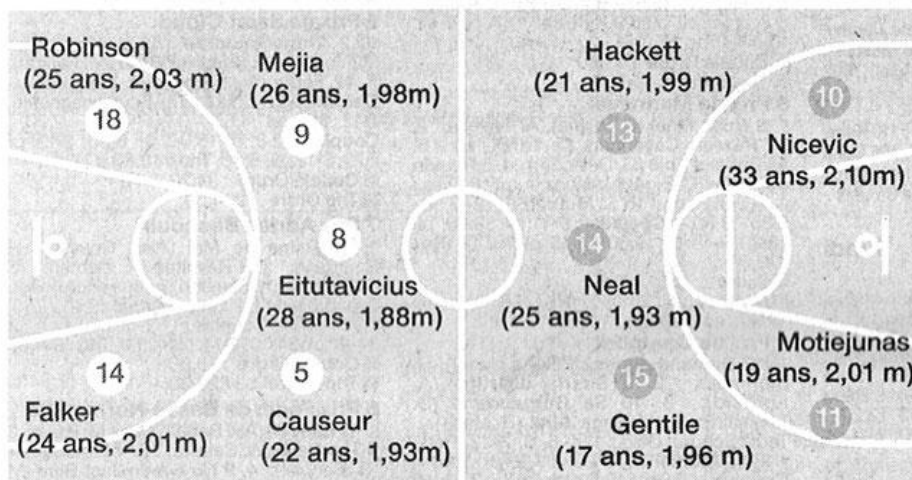 Robinson
(25 ans, 2,03 m)
18
Mejia
(26 ans, 1,98m)
9
8
Eitutavicius
(28 ans, 1,88m)
14
Falker
(24 ans, 2,01m)
5
Causeur
(22 ans, 1,93m)
Hackett
(21 ans, 1,99 m)
13
10
Nicevic
(33 ans, 2,10m)
14
Neal
(25 ans, 1,93 m)
Motiejunas
(19 ans, 2,01 m)
11
15
Gentile
(17 ans, 1,96 m)